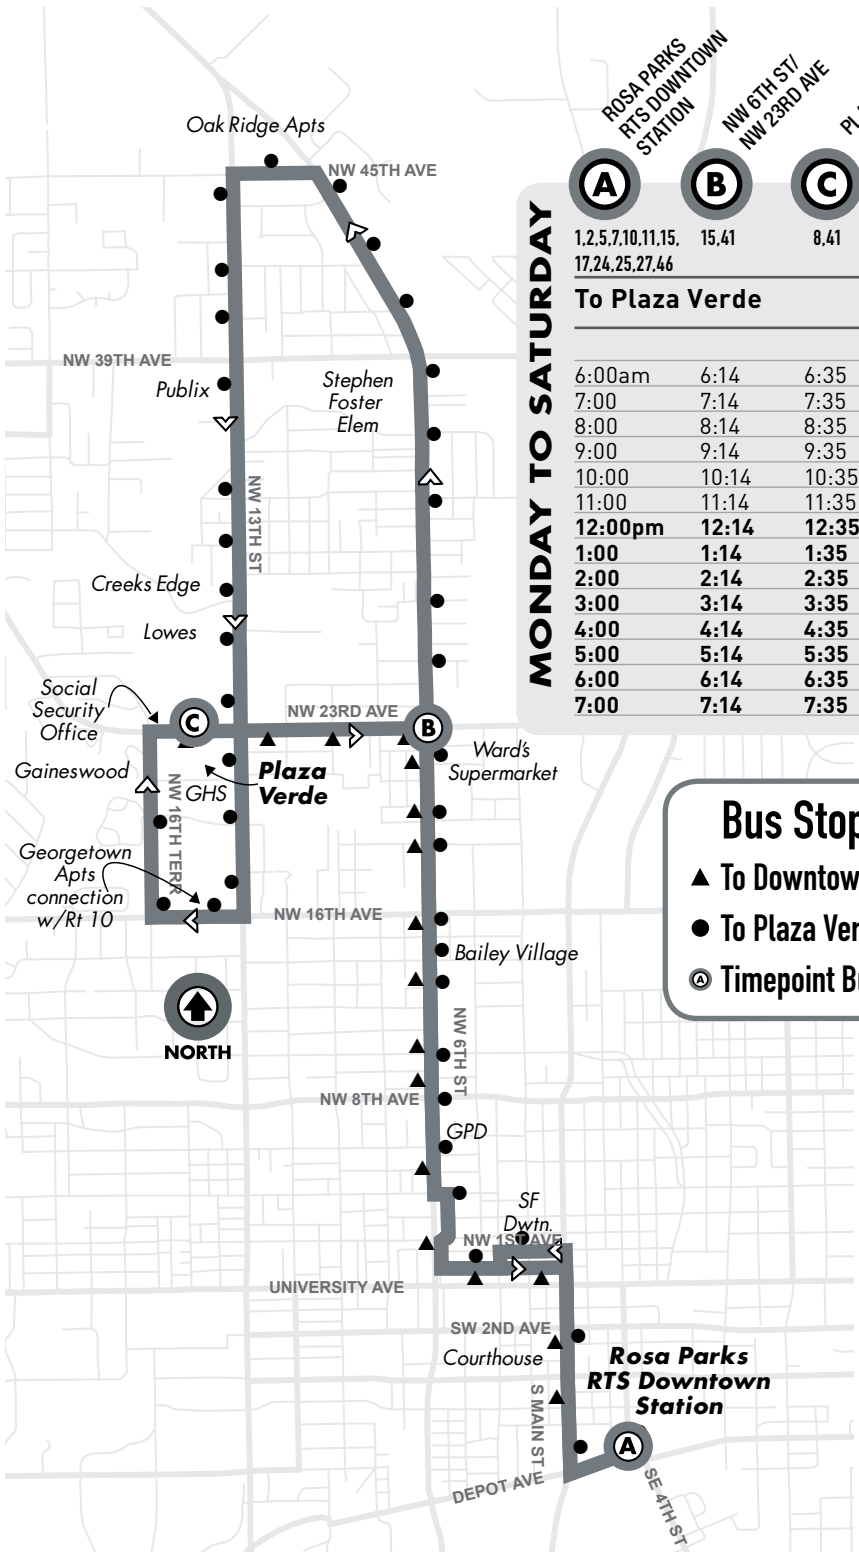 ROSA PARKS
RTS DOWNTOWN
STATION
NW 6TH ST/
NW 23RD AVE
A
B
C
MONDAY TO SATURDAY
1,2,5,7,10,11,15,
17,24,25,27,46
15,41
8,41
To Plaza Verde
6:00am 6:14 6:35
7:00 7:14 7:35
8:00 8:14 8:35
9:00 9:14 9:35
10:00 10:14 10:35
11:00 11:14 11:35
12:00pm 12:14 12:35
1:00 1:14 1:35
2:00 2:14 2:35
3:00 3:14 3:35
4:00 4:14 4:35
5:00 5:14 5:35
6:00 6:14 6:35
7:00 7:14 7:35
Oak Ridge Apts
NW 45TH AVE
NW 39TH AVE
Publix
Stephen
Foster
Elem
NW 13TH ST
Creeks Edge
Lowes
Social
Security
Office
C
NW 23RD AVE
B
Gaineswood
GHS
Plaza
Verde
Ward's
Supermarket
NW 16TH TERR
Georgetown
Apts
connection
w/Rt 10
NW 16TH AVE
Bailey Village
NORTH
NW 6TH ST
NW 8TH AVE
GPD
SF
Dwtn.
NW 1ST AVE
UNIVERSITY AVE
SW 2ND AVE
Courthouse
Rosa Parks
RTS Downtown
Station
S MAIN ST
A
DEPOT AVE
SE 4TH ST
Bus Stop
To Downtow
To Plaza Ver
A Timepoint B